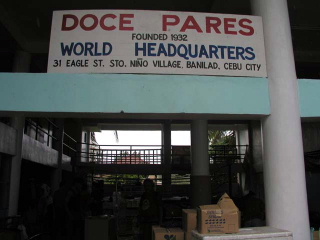 DOCE PARES
FOUNDED 1932
WORLD HEADQUARTERS
31 EAGLE ST. STO. NIÑO VILLAGE, BANILAD, CEBU CITY